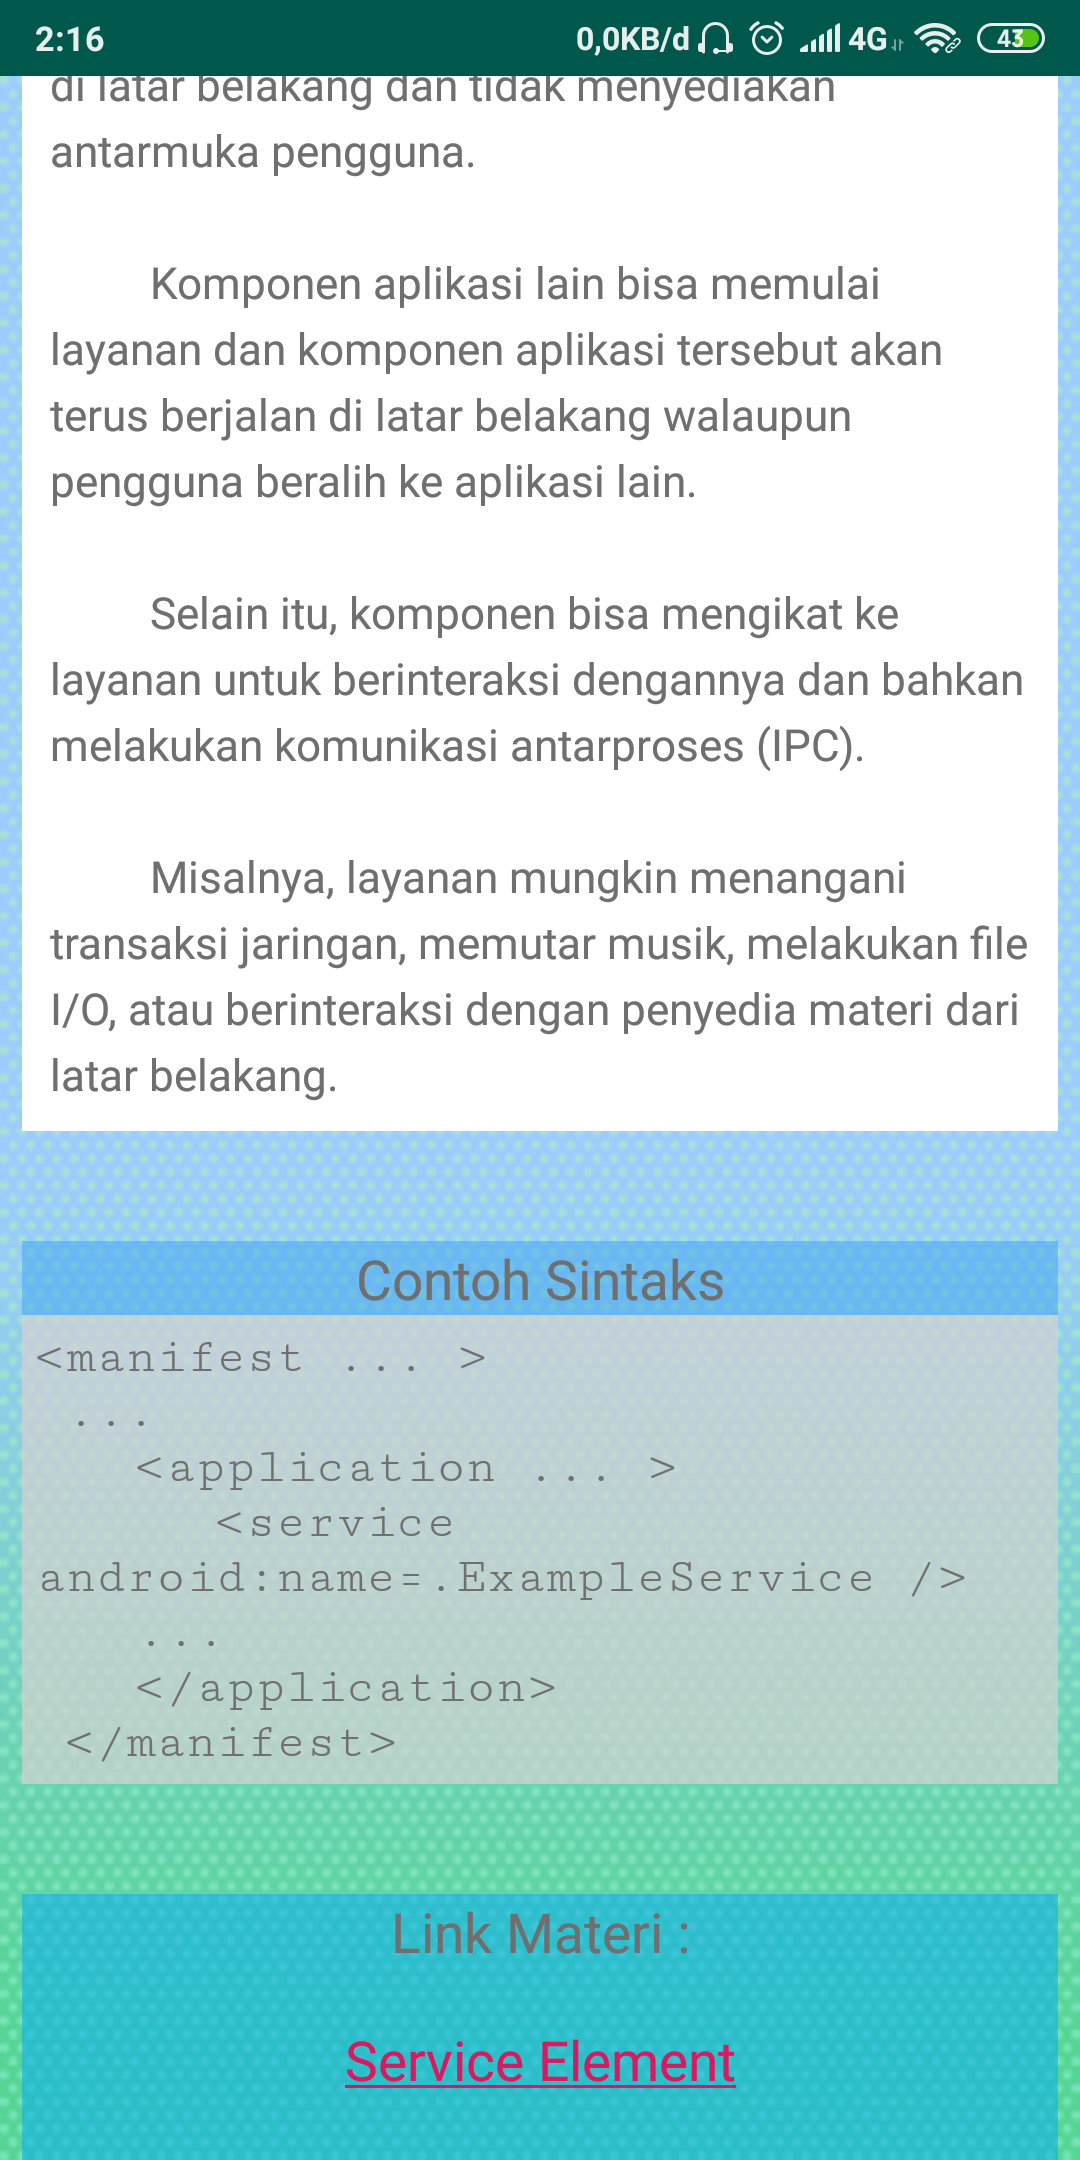 2:16
0,0KB/d
4G
43
di latar belakang dan tidak menyediakan
antarmuka pengguna.
Komponen aplikasi lain bisa memulai
layanan dan komponen aplikasi tersebut akan
terus berjalan di latar belakang walaupun
pengguna beralih ke aplikasi lain.
Selain itu, komponen bisa mengikat ke
layanan untuk berinteraksi dengannya dan bahkan
melakukan komunikasi antarproses (IPC).
Misalnya, layanan mungkin menangani
transaksi jaringan, memutar musik, melakukan file
I/O, atau berinteraksi dengan penyedia materi dari
latar belakang.
Contoh Sintaks
<manifest ... >
...
<application ... >
<service
android:name=.ExampleService />
...
</application>
</manifest>
Link Materi :
Service Element